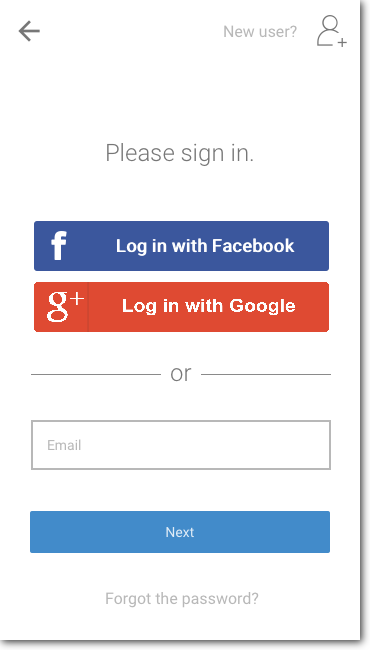 New user?
Please sign in.
f Log in with Facebook
g+ Log in with Google
or
Email
Next
Forgot the password?